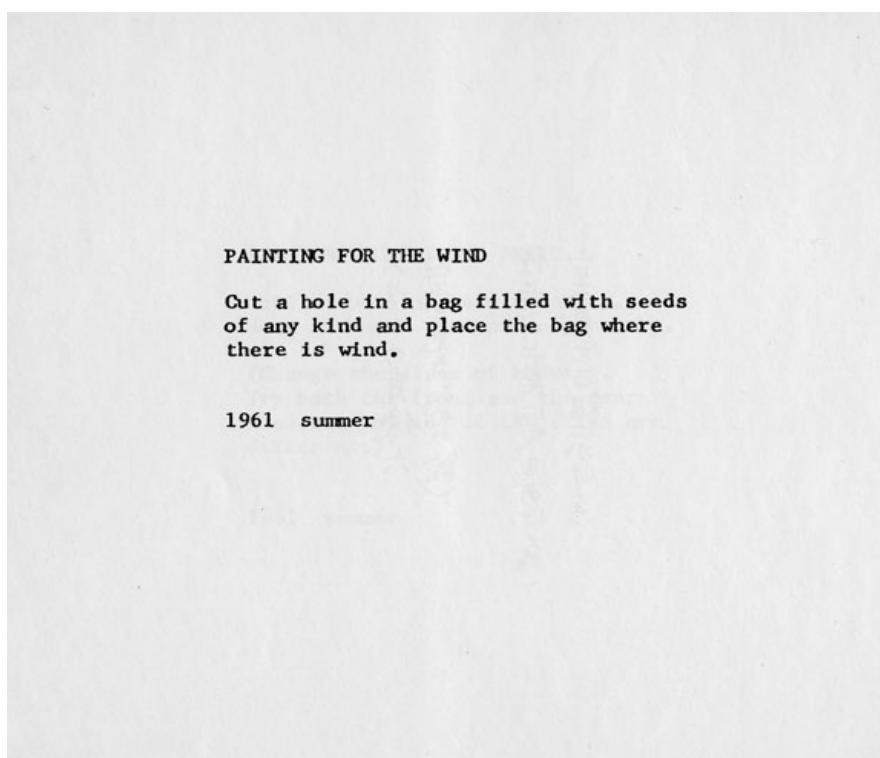 PAINTING FOR THE WIND
Cut a hole in a bag filled with seeds
of any kind and place the bag where
there is wind.
1961 summer